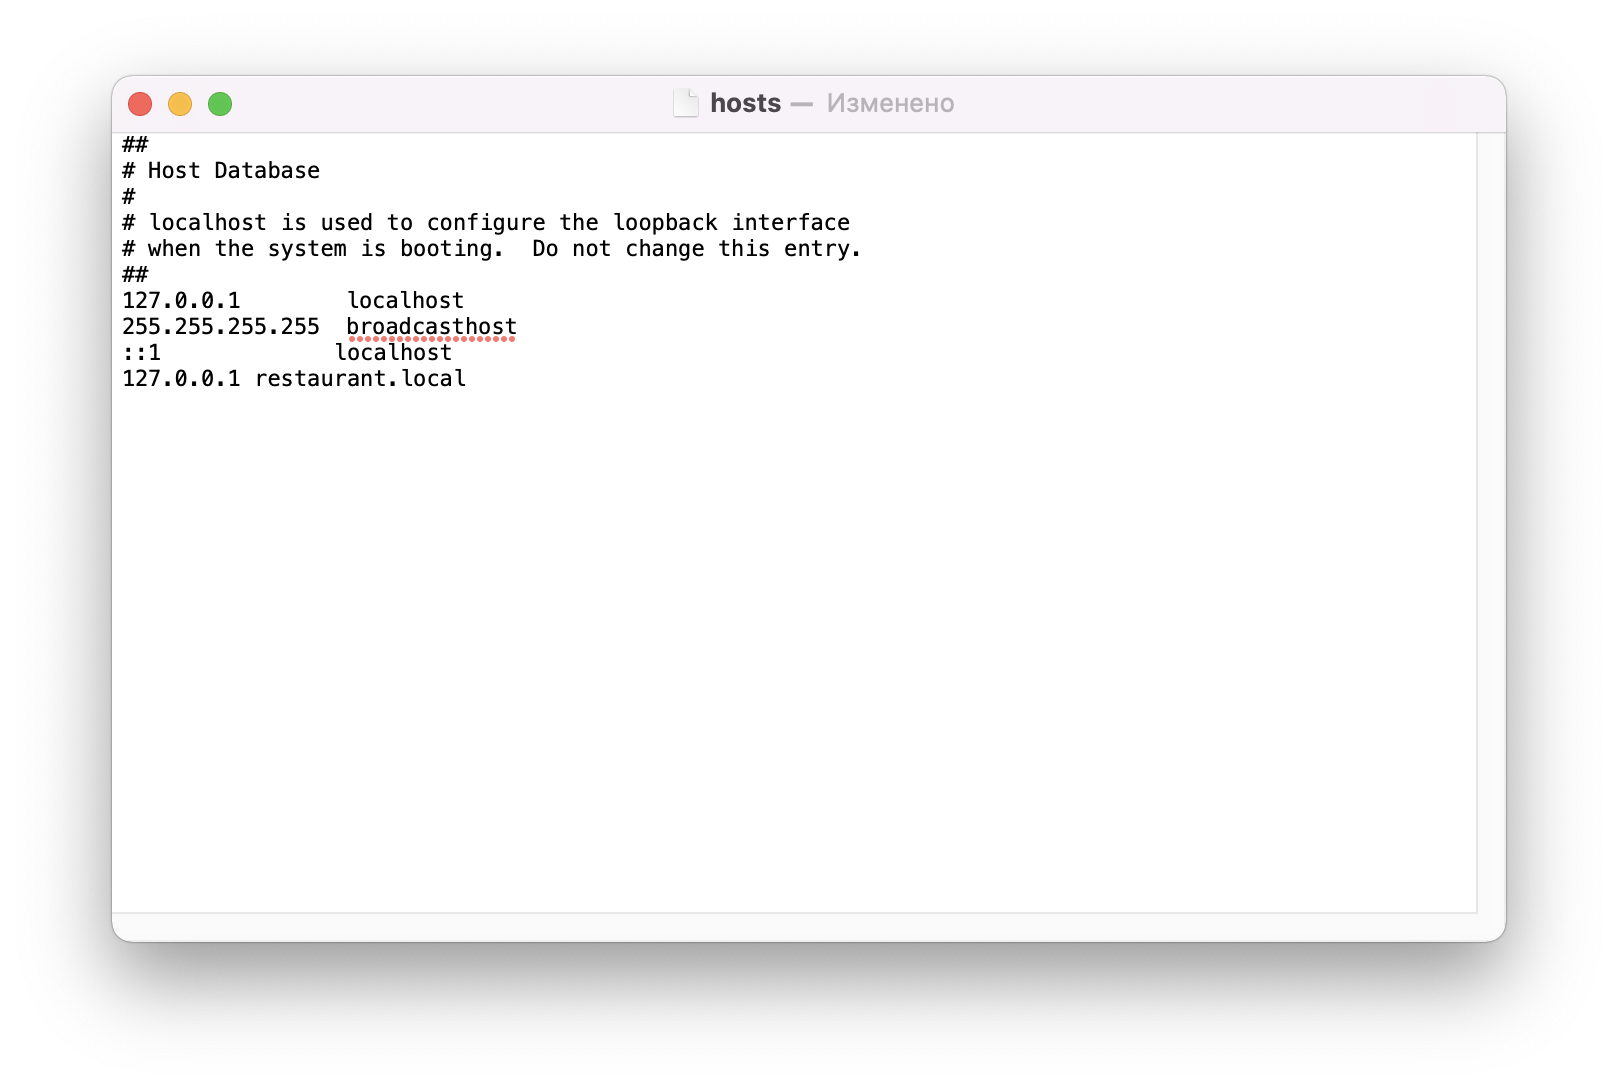 hosts — Изменено
##
# Host Database
#
# localhost is used to configure the loopback interface
# when the system is booting.  Do not change this entry.
##
127.0.0.1        localhost
255.255.255.255  broadcasthost
::1             localhost
127.0.0.1 restaurant.local